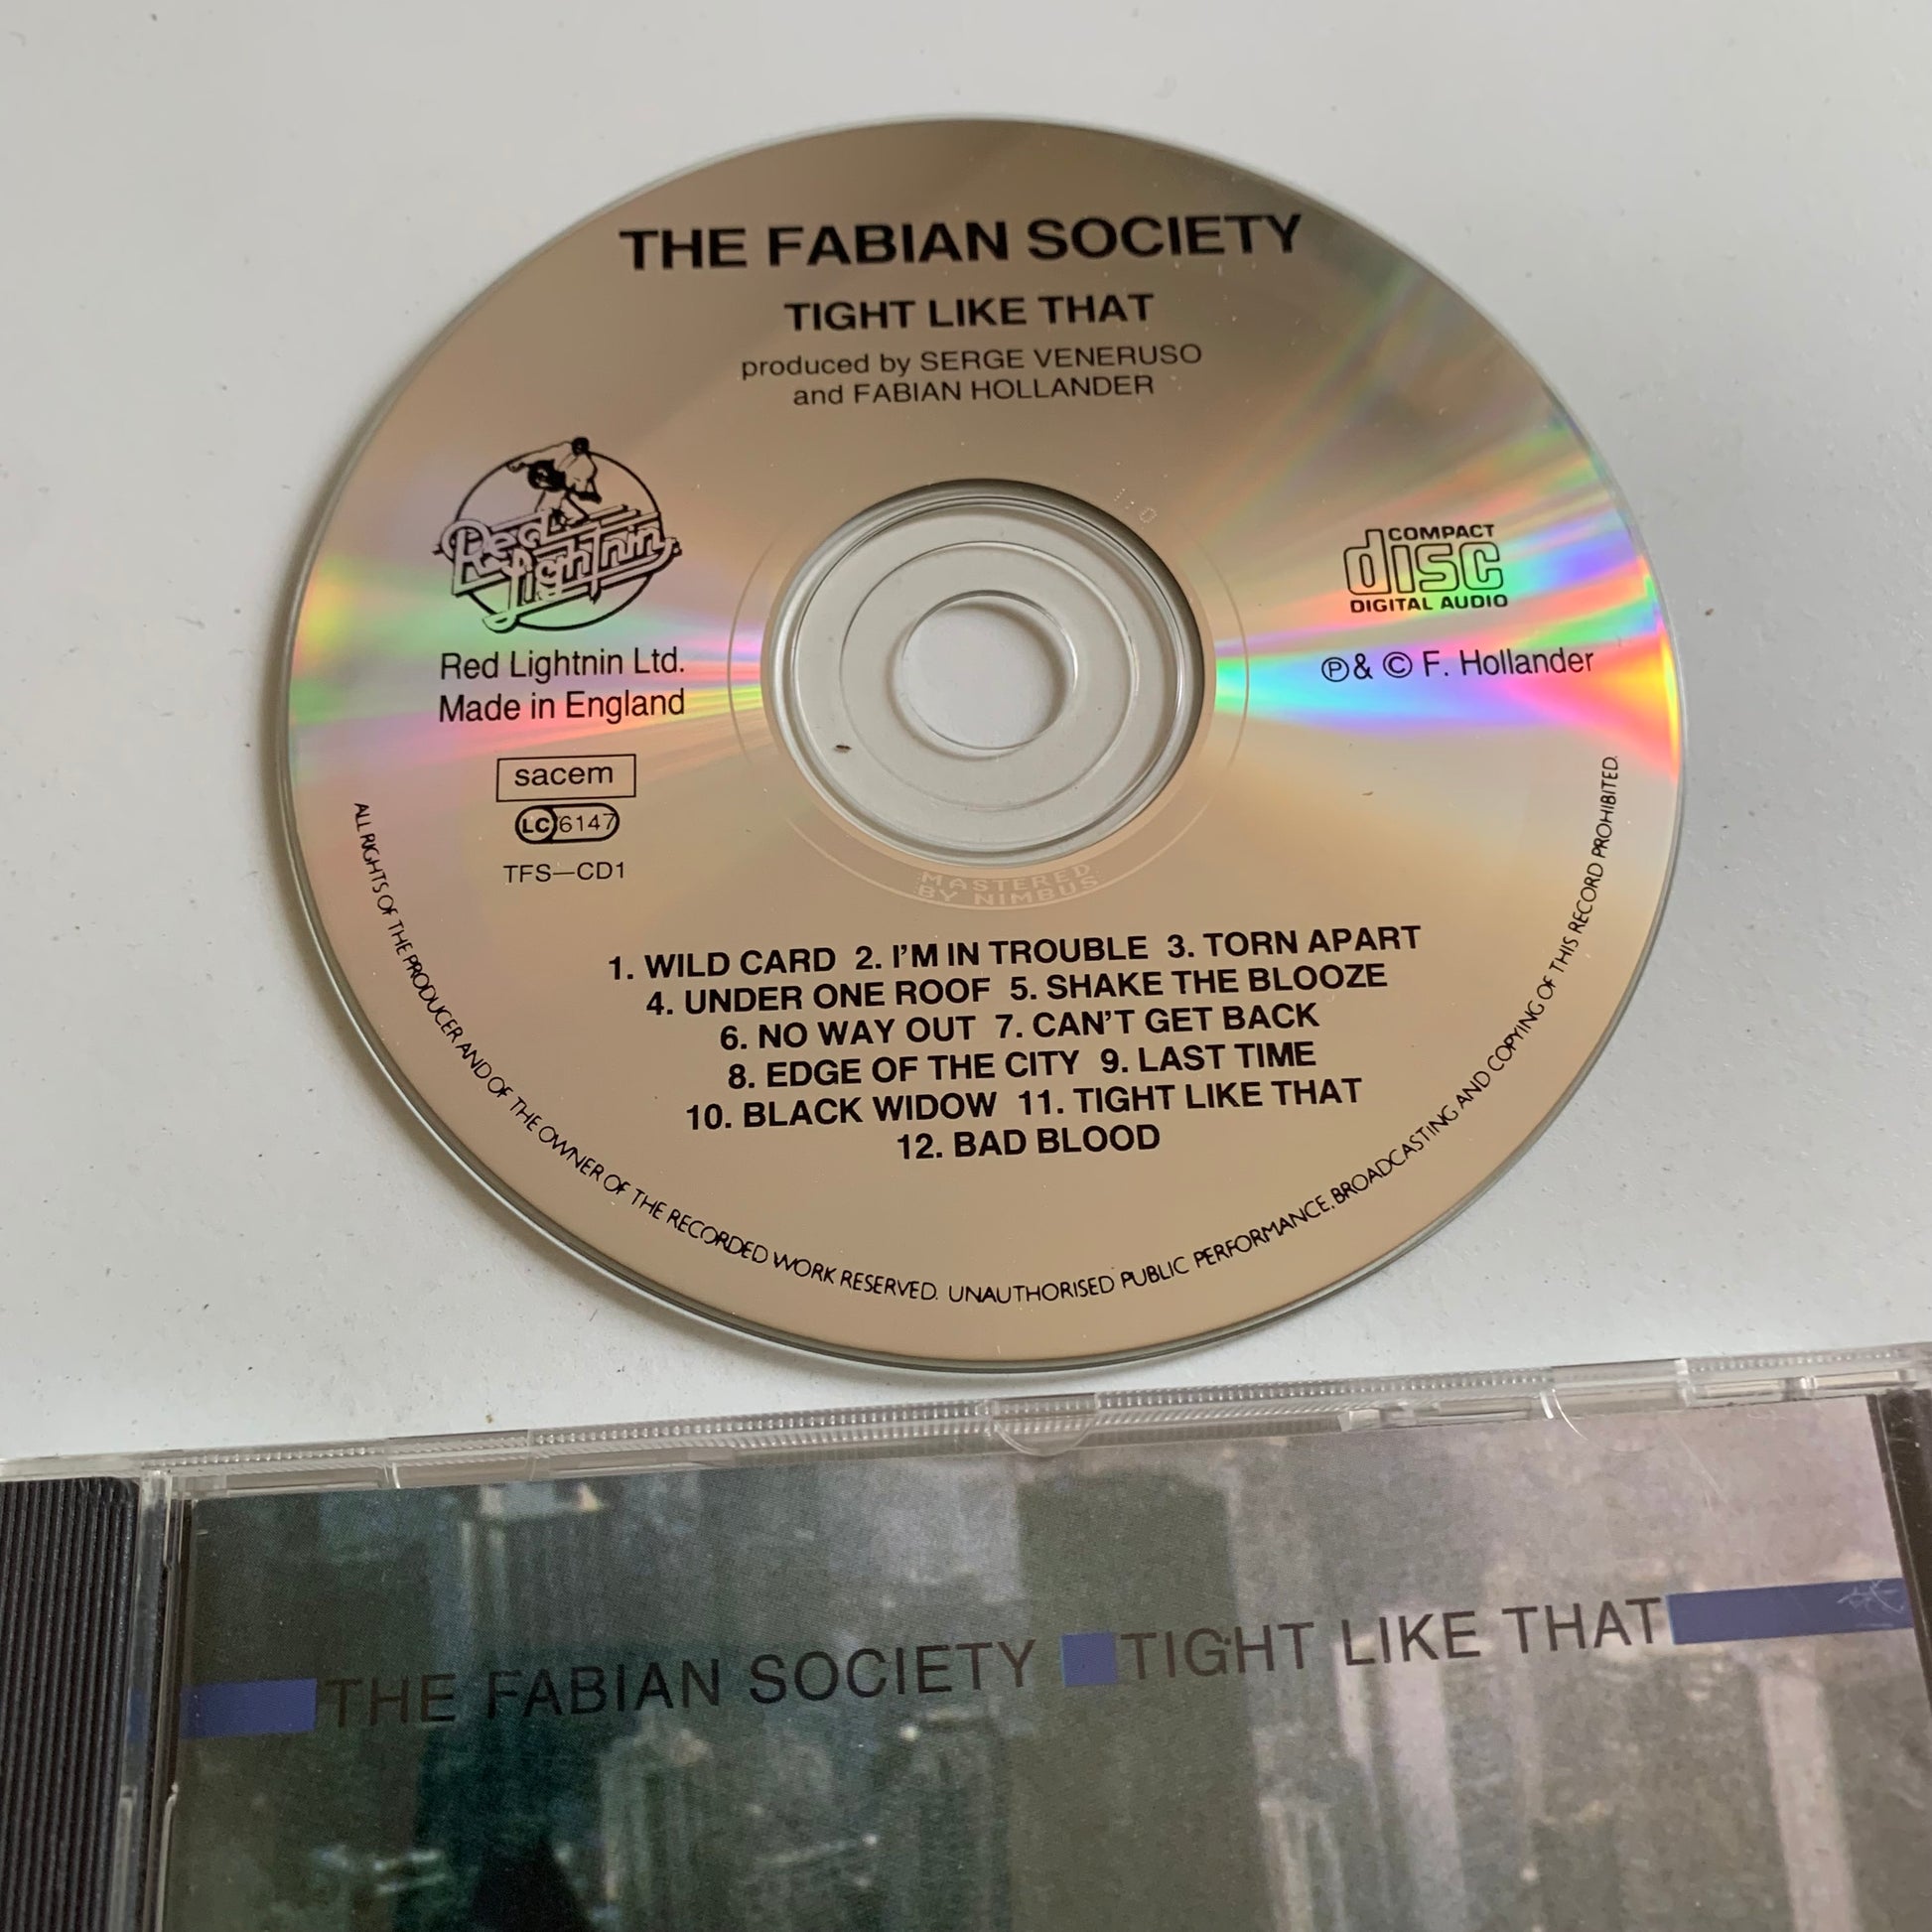 THE FABIAN SOCIETY
TIGHT LIKE THAT
produced by SERGE VENERUSO
and FABIAN HOLLANDER
Red Lightnin
COMPACT
disc
DIGITAL AUDIO
Red Lightnin Ltd.
Made in England
℗& © F. Hollander
sacem
LC 6147
TFS—CD1
MASTERED
BY NIMBUS
1. WILD CARD 2. I'M IN TROUBLE 3. TORN APART
4. UNDER ONE ROOF 5. SHAKE THE BLOOZE
6. NO WAY OUT 7. CAN'T GET BACK
8. EDGE OF THE CITY 9. LAST TIME
10. BLACK WIDOW 11. TIGHT LIKE THAT
12. BAD BLOOD
ALL RIGHTS OF THE PRODUCER AND OF THE OWNER OF THE RECORDED WORK RESERVED. UNAUTHORISED PUBLIC PERFORMANCE, BROADCASTING AND COPYING OF THIS RECORD PROHIBITED.
THE FABIAN SOCIETY TIGHT LIKE THAT